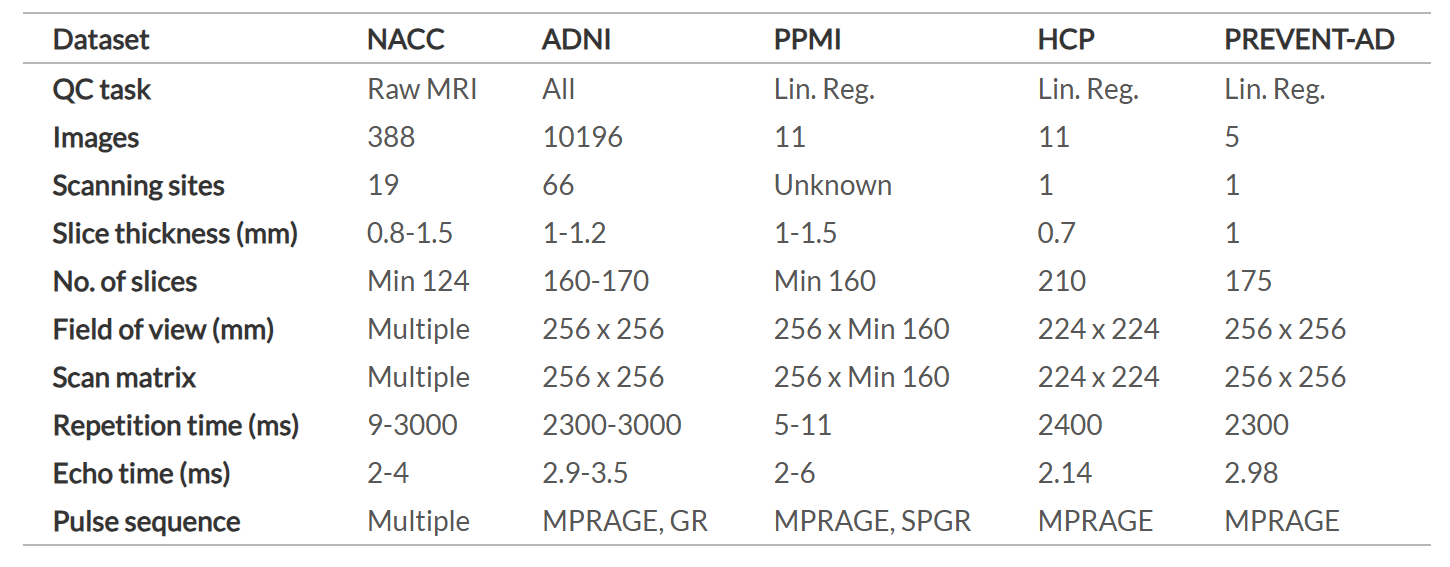 Dataset NACC ADNI PPMI HCP PREVENT-AD
QC task Raw MRI All Lin. Reg. Lin. Reg. Lin. Reg.
Images 388 10196 11 11 5
Scanning sites 19 66 Unknown 1 1
Slice thickness (mm) 0.8-1.5 1-1.2 1-1.5 0.7 1
No. of slices Min 124 160-170 Min 160 210 175
Field of view (mm) Multiple 256 x 256 256 x Min 160 224 x 224 256 x 256
Scan matrix Multiple 256 x 256 256 x Min 160 224 x 224 256 x 256
Repetition time (ms) 9-3000 2300-3000 5-11 2400 2300
Echo time (ms) 2-4 2.9-3.5 2-6 2.14 2.98
Pulse sequence Multiple MPRAGE, GR MPRAGE, SPGR MPRAGE MPRAGE